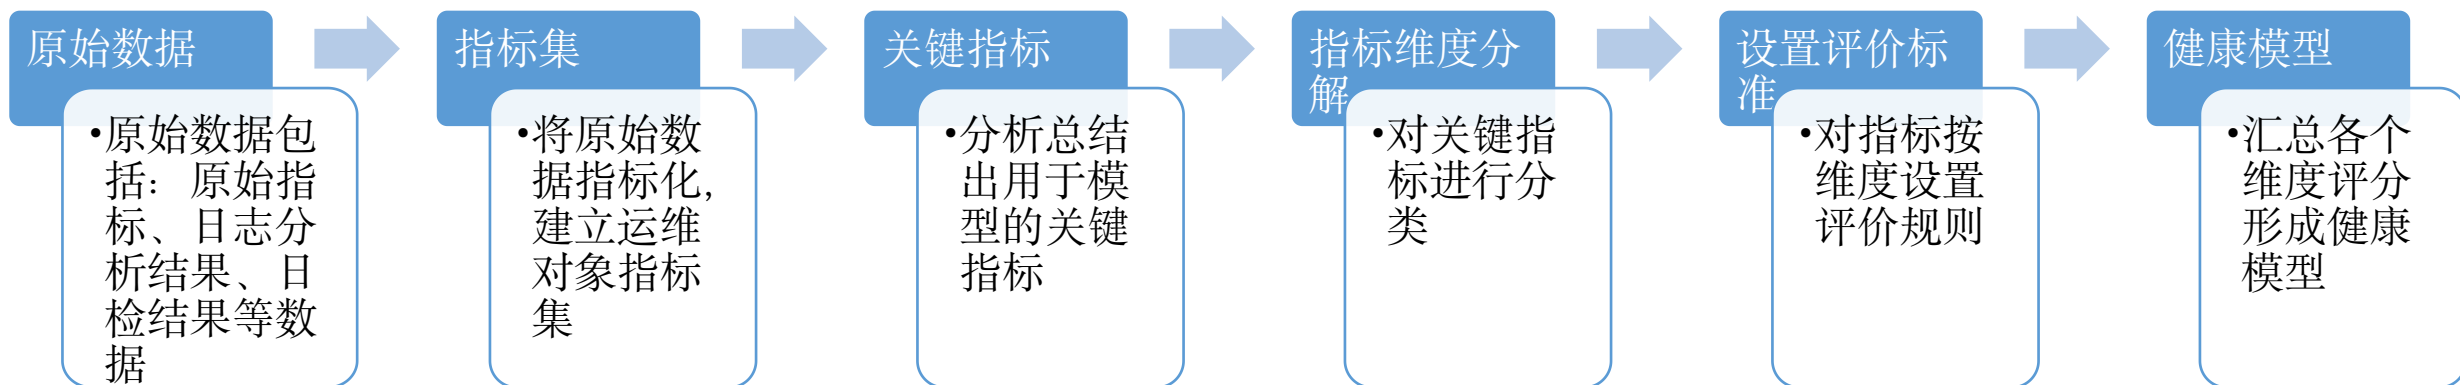 原始数据
•原始数据包
括：原始指
标、日志分
析结果、日
检结果等数
据
指标集
•将原始数
据指标化，
建立运维
对象指标
集
关键指标
•分析总结
出用于模
型的关键
指标
指标维度分
解
•对关键指
标进行分
类
设置评价标
准
•对指标按
维度设置
评价规则
健康模型
•汇总各个
维度评分
形成健康
模型